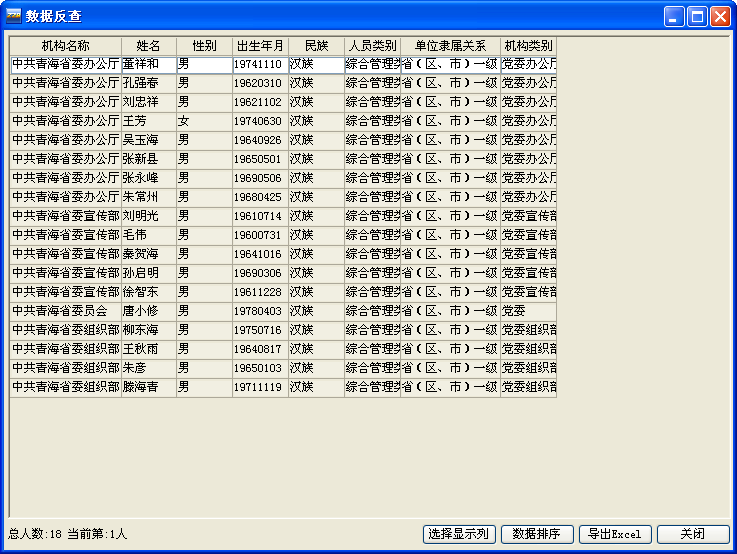 数据反查
机构名称 姓名 性别 出生年月 民族 人员类别 单位隶属关系 机构类别
中共青海省委办公厅 董祥和 男 19741110 汉族 综合管理类 省（区、市）一级 党委办公厅
中共青海省委办公厅 孔强春 男 19620310 汉族 综合管理类 省（区、市）一级 党委办公厅
中共青海省委办公厅 刘忠祥 男 19621102 汉族 综合管理类 省（区、市）一级 党委办公厅
中共青海省委办公厅 王芳 女 19740630 汉族 综合管理类 省（区、市）一级 党委办公厅
中共青海省委办公厅 吴玉海 男 19640926 汉族 综合管理类 省（区、市）一级 党委办公厅
中共青海省委办公厅 张新县 男 19650501 汉族 综合管理类 省（区、市）一级 党委办公厅
中共青海省委办公厅 张永峰 男 19690506 汉族 综合管理类 省（区、市）一级 党委办公厅
中共青海省委办公厅 朱常州 男 19680425 汉族 综合管理类 省（区、市）一级 党委办公厅
中共青海省委宣传部 刘明光 男 19610714 汉族 综合管理类 省（区、市）一级 党委宣传部
中共青海省委宣传部 毛伟 男 19600731 汉族 综合管理类 省（区、市）一级 党委宣传部
中共青海省委宣传部 秦贺海 男 19641016 汉族 综合管理类 省（区、市）一级 党委宣传部
中共青海省委宣传部 孙启明 男 19690306 汉族 综合管理类 省（区、市）一级 党委宣传部
中共青海省委宣传部 徐智东 男 19611228 汉族 综合管理类 省（区、市）一级 党委宣传部
中共青海省委员会 唐小修 男 19780403 汉族 综合管理类 省（区、市）一级 党委
中共青海省委组织部 柳东海 男 19750716 汉族 综合管理类 省（区、市）一级 党委组织部
中共青海省委组织部 王秋雨 男 19640817 汉族 综合管理类 省（区、市）一级 党委组织部
中共青海省委组织部 朱彦 男 19650103 汉族 综合管理类 省（区、市）一级 党委组织部
中共青海省委组织部 滕海青 男 19711119 汉族 综合管理类 省（区、市）一级 党委组织部
总人数:18 当前第:1人 选择显示列 数据排序 导出Excel 关闭